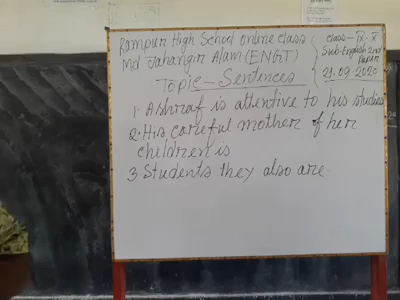 Rampur High School online class
Md Jahangir Alam (ENGT)
Class-IX-X
Sub-English 2nd
Paper
21.09.2020
Topic-Sentences
1. Ashraf is attentive to his studies
2. His careful mother of her
children is
3. Students they also are